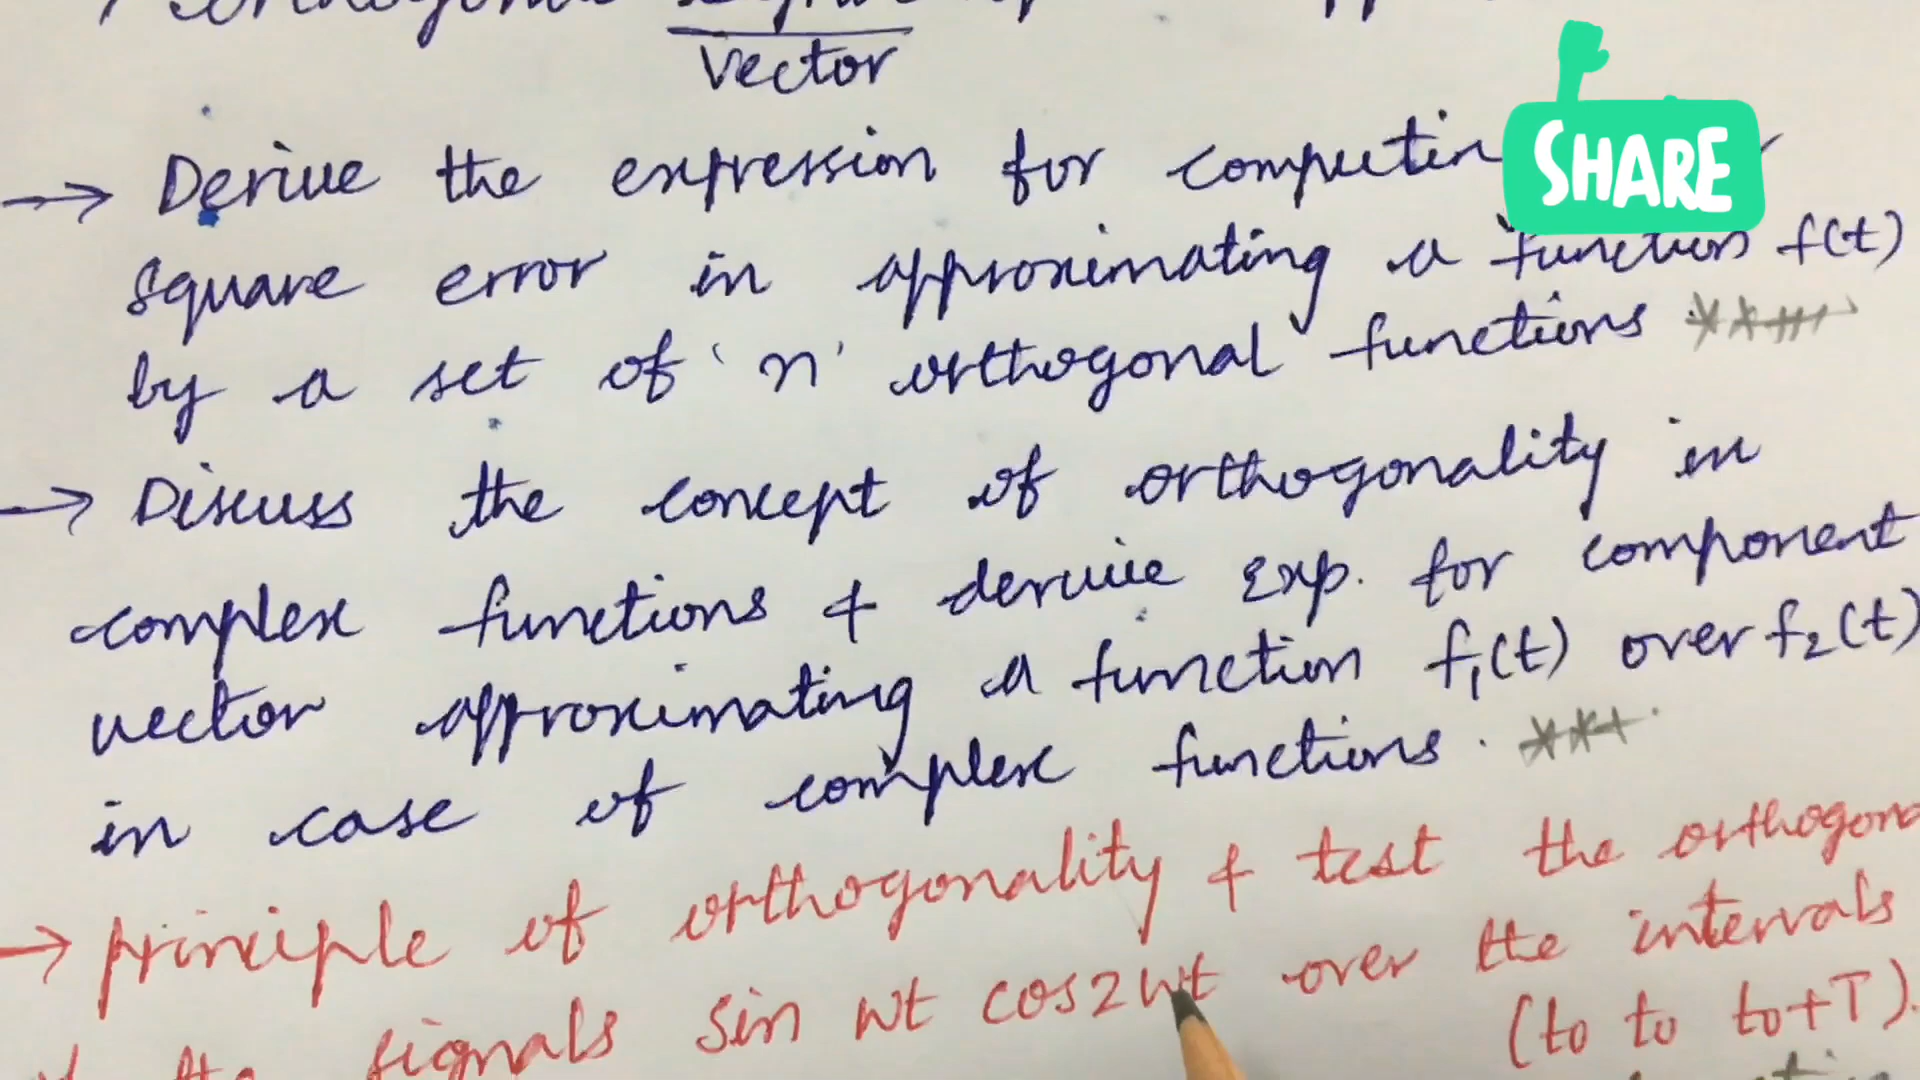 Vector
SHARE
→ Derive the expression for computin
square error in approximating a function f(t)
by a set of 'n' orthogonal functions
→ Discuss the concept of orthogonality in
complex functions & derive Exp. for component
vector approximating a function f₁(t) over f₂(t)
in case of complex functions.
→ principle of orthogonality & test the orthogona
the signals sin wt cos2wt over the intervals
(to to to+T).